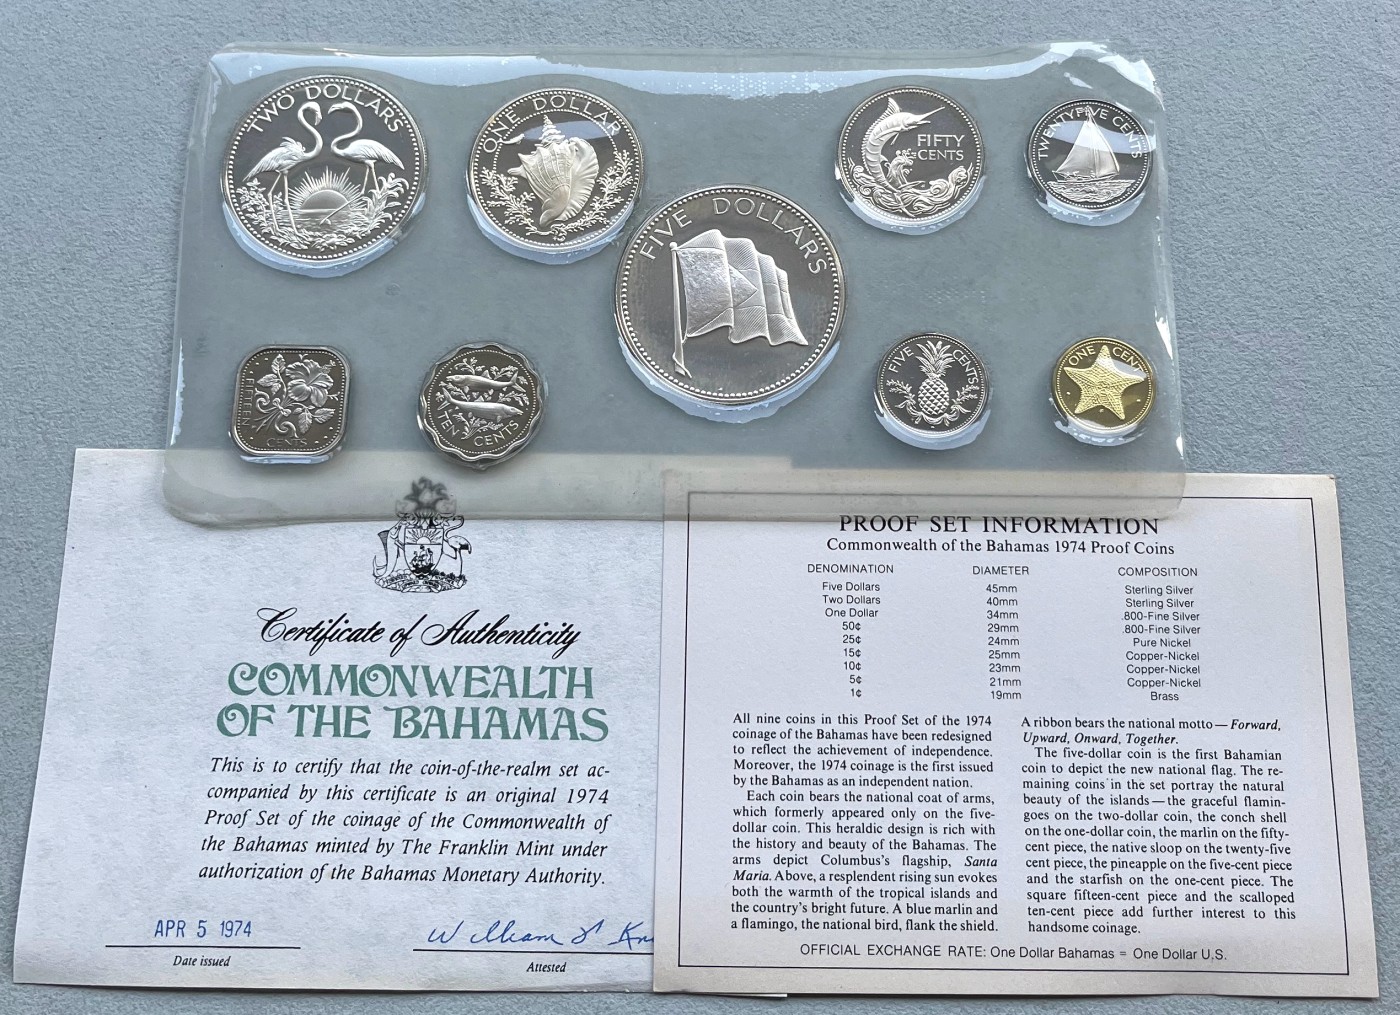 TWO DOLLARS
ONE DOLLAR
FIVE DOLLARS
FIFTY
CENTS
TWENTYFIVE CENTS
FIFTEEN
CENTS
TEN CENTS
FIVE CENTS
ONE CENT
Certificate of Authenticity
COMMONWEALTH
OF THE BAHAMAS
This is to certify that the coin-of-the-realm set ac-
companied by this certificate is an original 1974
Proof Set of the coinage of the Commonwealth of
the Bahamas minted by The Franklin Mint under
authorization of the Bahamas Monetary Authority.
APR 5 1974
Date issued
William
Attested
PROOF SET INFORMATION
Commonwealth of the Bahamas 1974 Proof Coins
DENOMINATION DIAMETER COMPOSITION
Five Dollars 45mm Sterling Silver
Two Dollars 40mm Sterling Silver
One Dollar 34mm .800-Fine Silver
50¢ 29mm .800-Fine Silver
25¢ 24mm Pure Nickel
15¢ 25mm Copper-Nickel
10¢ 23mm Copper-Nickel
5¢ 21mm Copper-Nickel
1¢ 19mm Brass
All nine coins in this Proof Set of the 1974
coinage of the Bahamas have been redesigned
to reflect the achievement of independence.
Moreover, the 1974 coinage is the first issued
by the Bahamas as an independent nation.
Each coin bears the national coat of arms,
which formerly appeared only on the five-
dollar coin. This heraldic design is rich with
the history and beauty of the Bahamas. The
arms depict Columbus's flagship, Santa
Maria. Above, a resplendent rising sun evokes
both the warmth of the tropical islands and
the country's bright future. A blue marlin and
a flamingo, the national bird, flank the shield.
A ribbon bears the national motto — Forward,
Upward, Onward, Together.
The five-dollar coin is the first Bahamian
coin to depict the new national flag. The re-
maining coins in the set portray the natural
beauty of the islands — the graceful flamin-
goes on the two-dollar coin, the conch shell
on the one-dollar coin, the marlin on the fifty-
cent piece, the native sloop on the twenty-five
cent piece, the pineapple on the five-cent piece
and the starfish on the one-cent piece. The
square fifteen-cent piece and the scalloped
ten-cent piece add further interest to this
handsome coinage.
OFFICIAL EXCHANGE RATE: One Dollar Bahamas = One Dollar U.S.